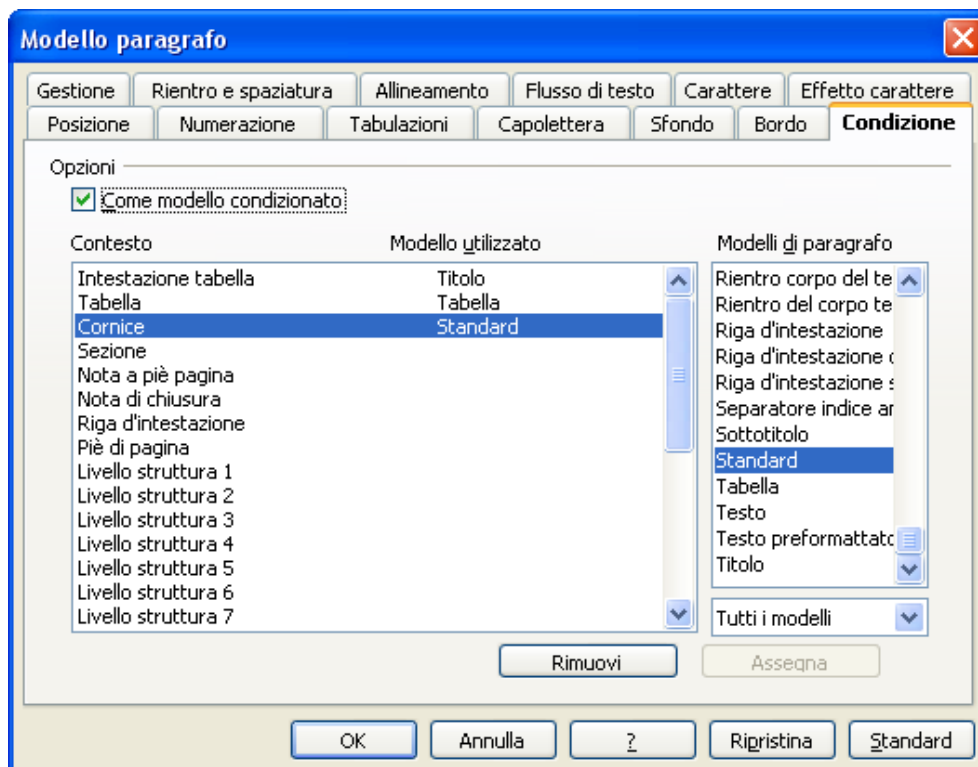 Modello paragrafo
Gestione Rientro e spaziatura Allineamento Flusso di testo Carattere Effetto carattere
Posizione Numerazione Tabulazioni Capolettera Sfondo Bordo Condizione
Opzioni
Come modello condizionato
Contesto Modello utilizzato Modelli di paragrafo
Intestazione tabella Titolo
Tabella Tabella
Cornice Standard
Sezione
Nota a piè pagina
Nota di chiusura
Riga d'intestazione
Piè di pagina
Livello struttura 1
Livello struttura 2
Livello struttura 3
Livello struttura 4
Livello struttura 5
Livello struttura 6
Livello struttura 7
Rientro corpo del te
Rientro del corpo te
Riga d'intestazione
Riga d'intestazione
Riga d'intestazione
Separatore indice
Sottotitolo
Standard
Tabella
Testo
Testo preformattato
Titolo
Tutti i modelli
Rimuovi Assegna
OK Annulla ? Ripristina Standard